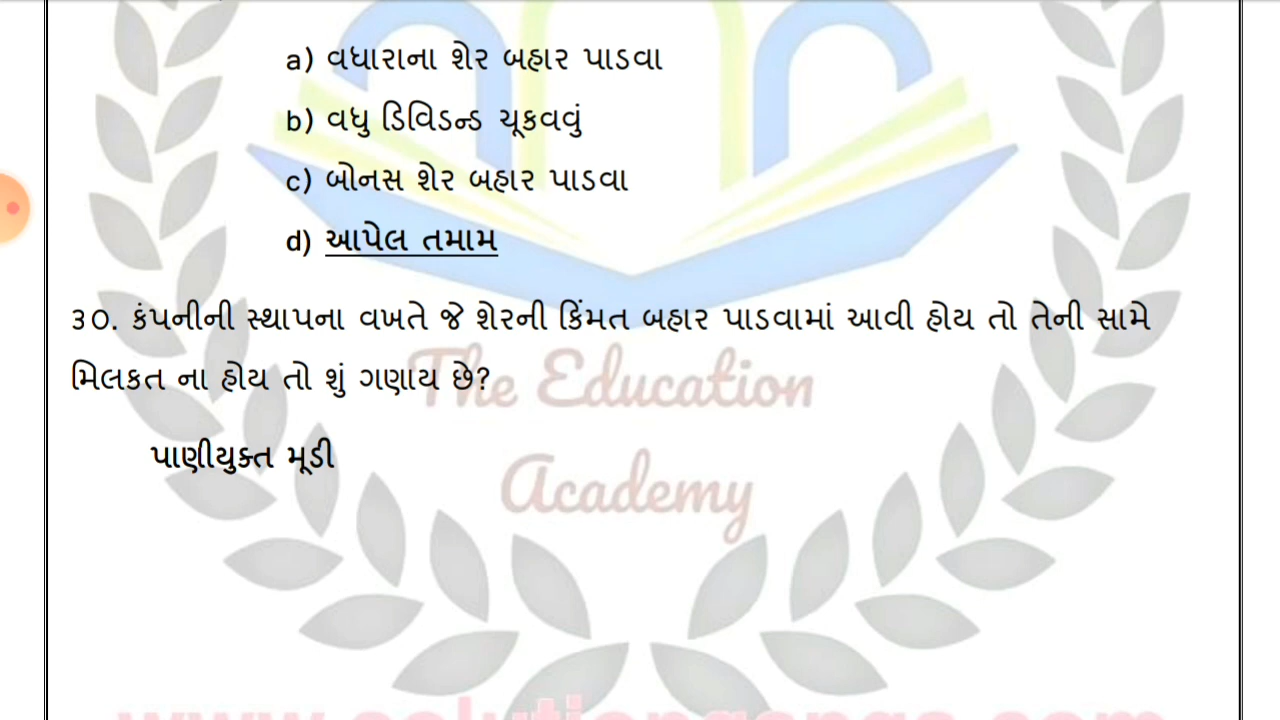 a) વધારાના શેર બહાર પાડવા
b) વધુ ડિવિડન્ડ ચૂકવવું
c) બોનસ શેર બહાર પાડવા
d) આપેલ તમામ
૩૦. કંપનીની સ્થાપના વખતે જે શેરની કિંમત બહાર પાડવામાં આવી હોય તો તેની સામે
મિલકત ના હોય તો શું ગણાય છે?
The Education
પાણીયુક્ત મૂડી
Academy